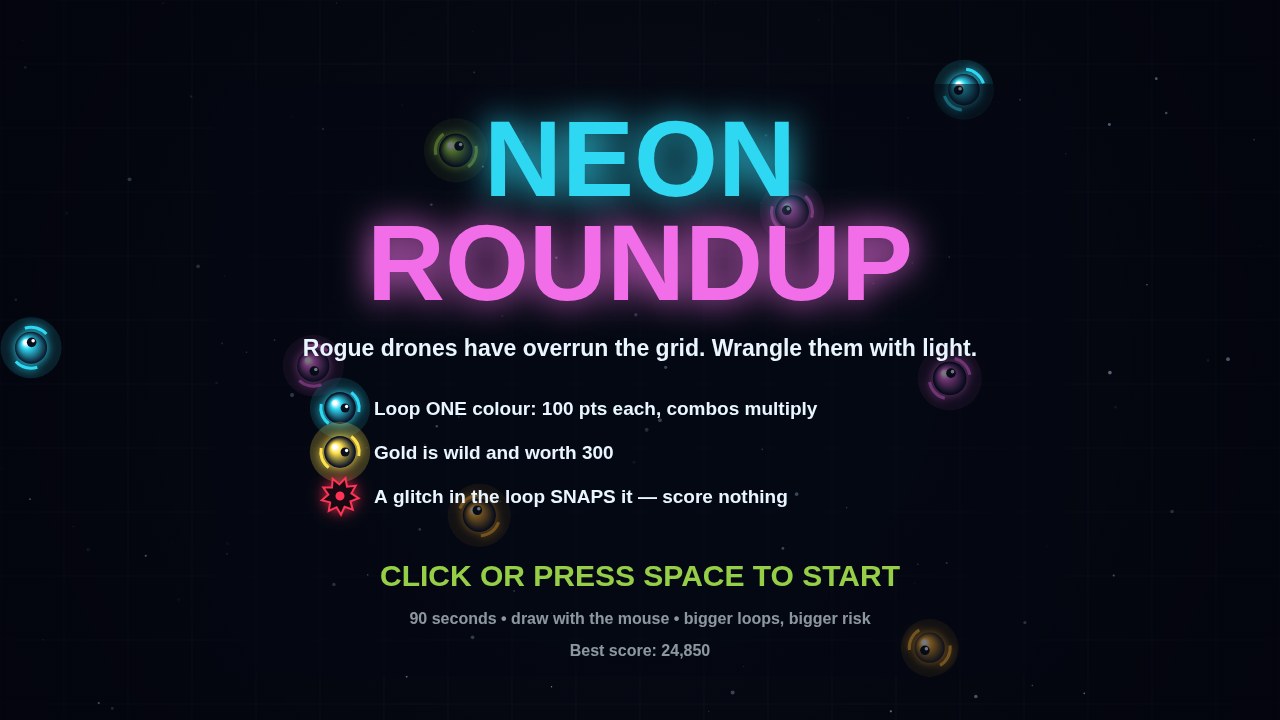 NEON
ROUNDUP
Rogue drones have overrun the grid. Wrangle them with light.
Loop ONE colour: 100 pts each, combos multiply
Gold is wild and worth 300
A glitch in the loop SNAPS it — score nothing
CLICK OR PRESS SPACE TO START
90 seconds • draw with the mouse • bigger loops, bigger risk
Best score: 24,850